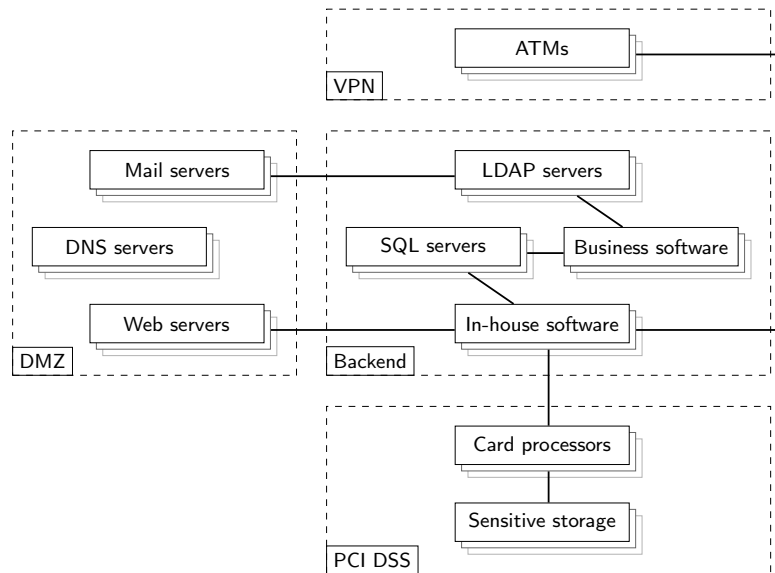 ATMs
VPN
Mail servers
LDAP servers
DNS servers
SQL servers
Business software
Web servers
In-house software
DMZ
Backend
Card processors
Sensitive storage
PCI DSS